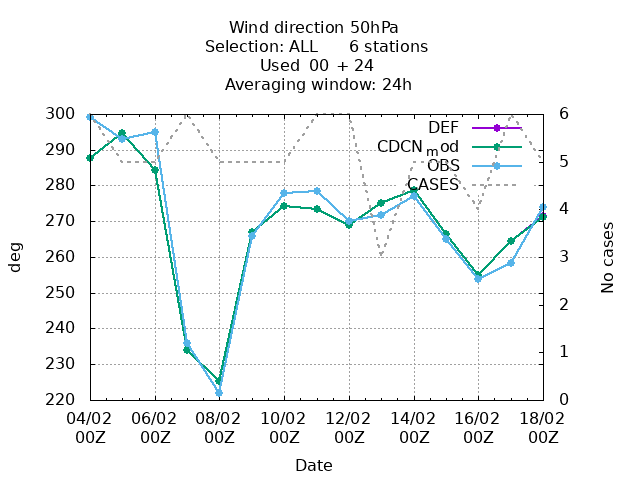 Wind direction 50hPa
Selection: ALL 6 stations
Used 00 + 24
Averaging window: 24h
300
290
280
270
260
250
240
230
220
deg
6
5
4
3
2
1
0
No cases
DEF
CDCN_mod
OBS
CASES
04/02 06/02 08/02 10/02 12/02 14/02 16/02 18/02
00Z 00Z 00Z 00Z 00Z 00Z 00Z 00Z
Date